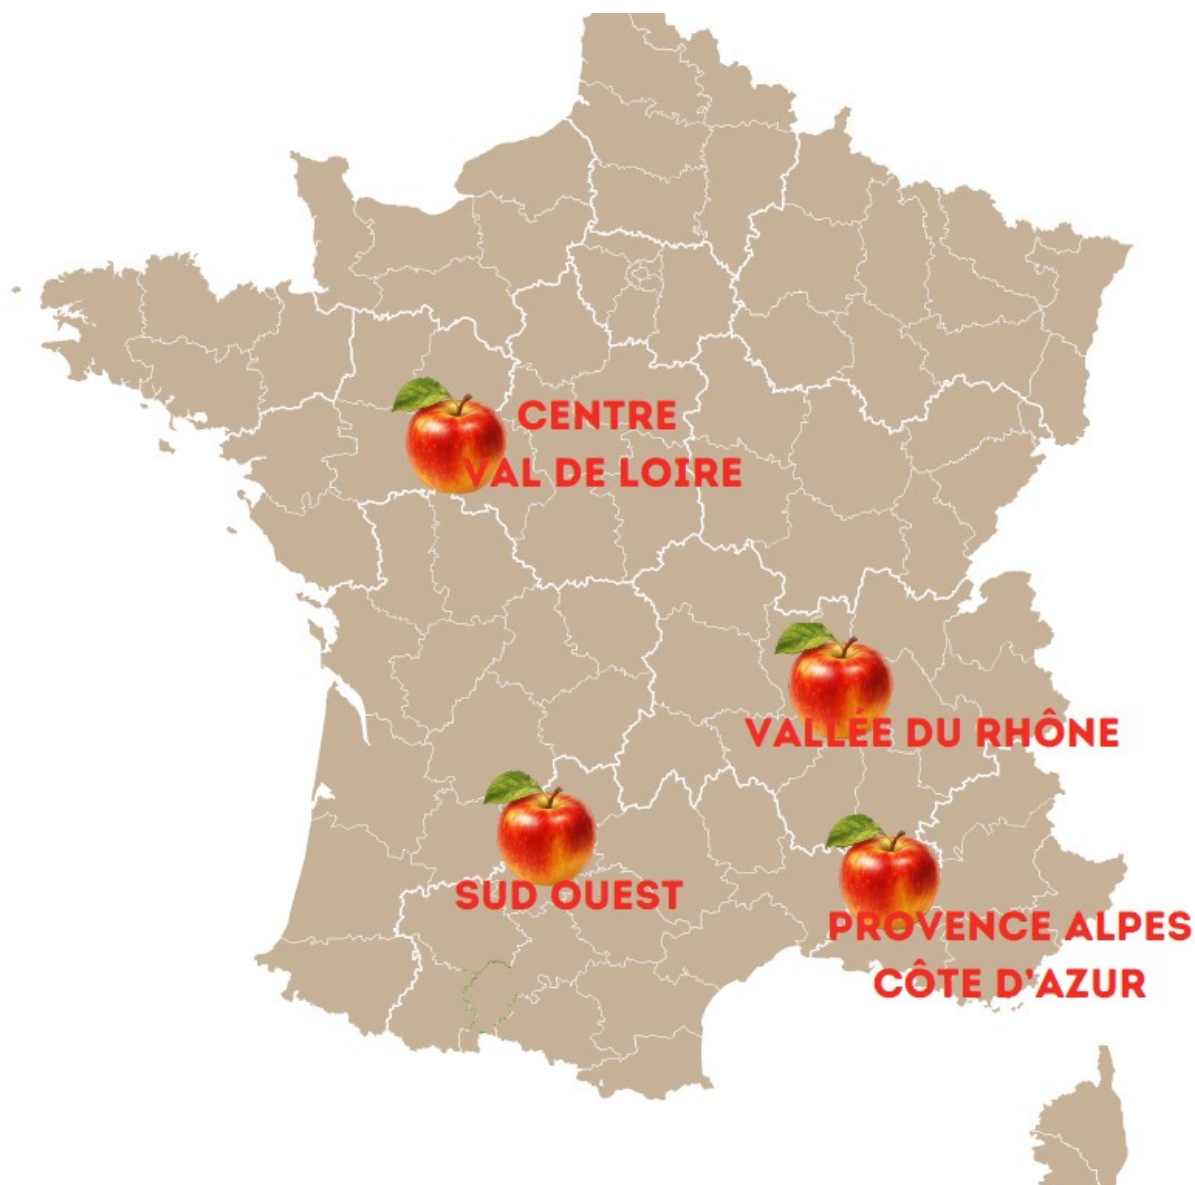 CENTRE
VAL DE LOIRE
VALLÉE DU RHÔNE
SUD OUEST
PROVENCE ALPES
CÔTE D'AZUR